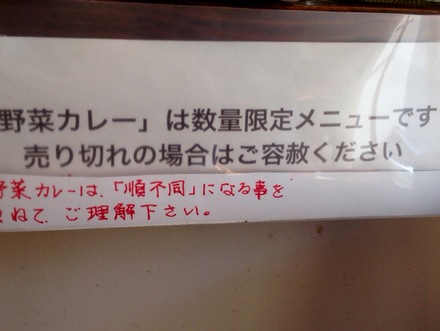 野菜カレー」は数量限定メニューです
売り切れの場合はご容赦ください
野菜カレーは、「順不同」になる事を
ねて、ご理解下さい。